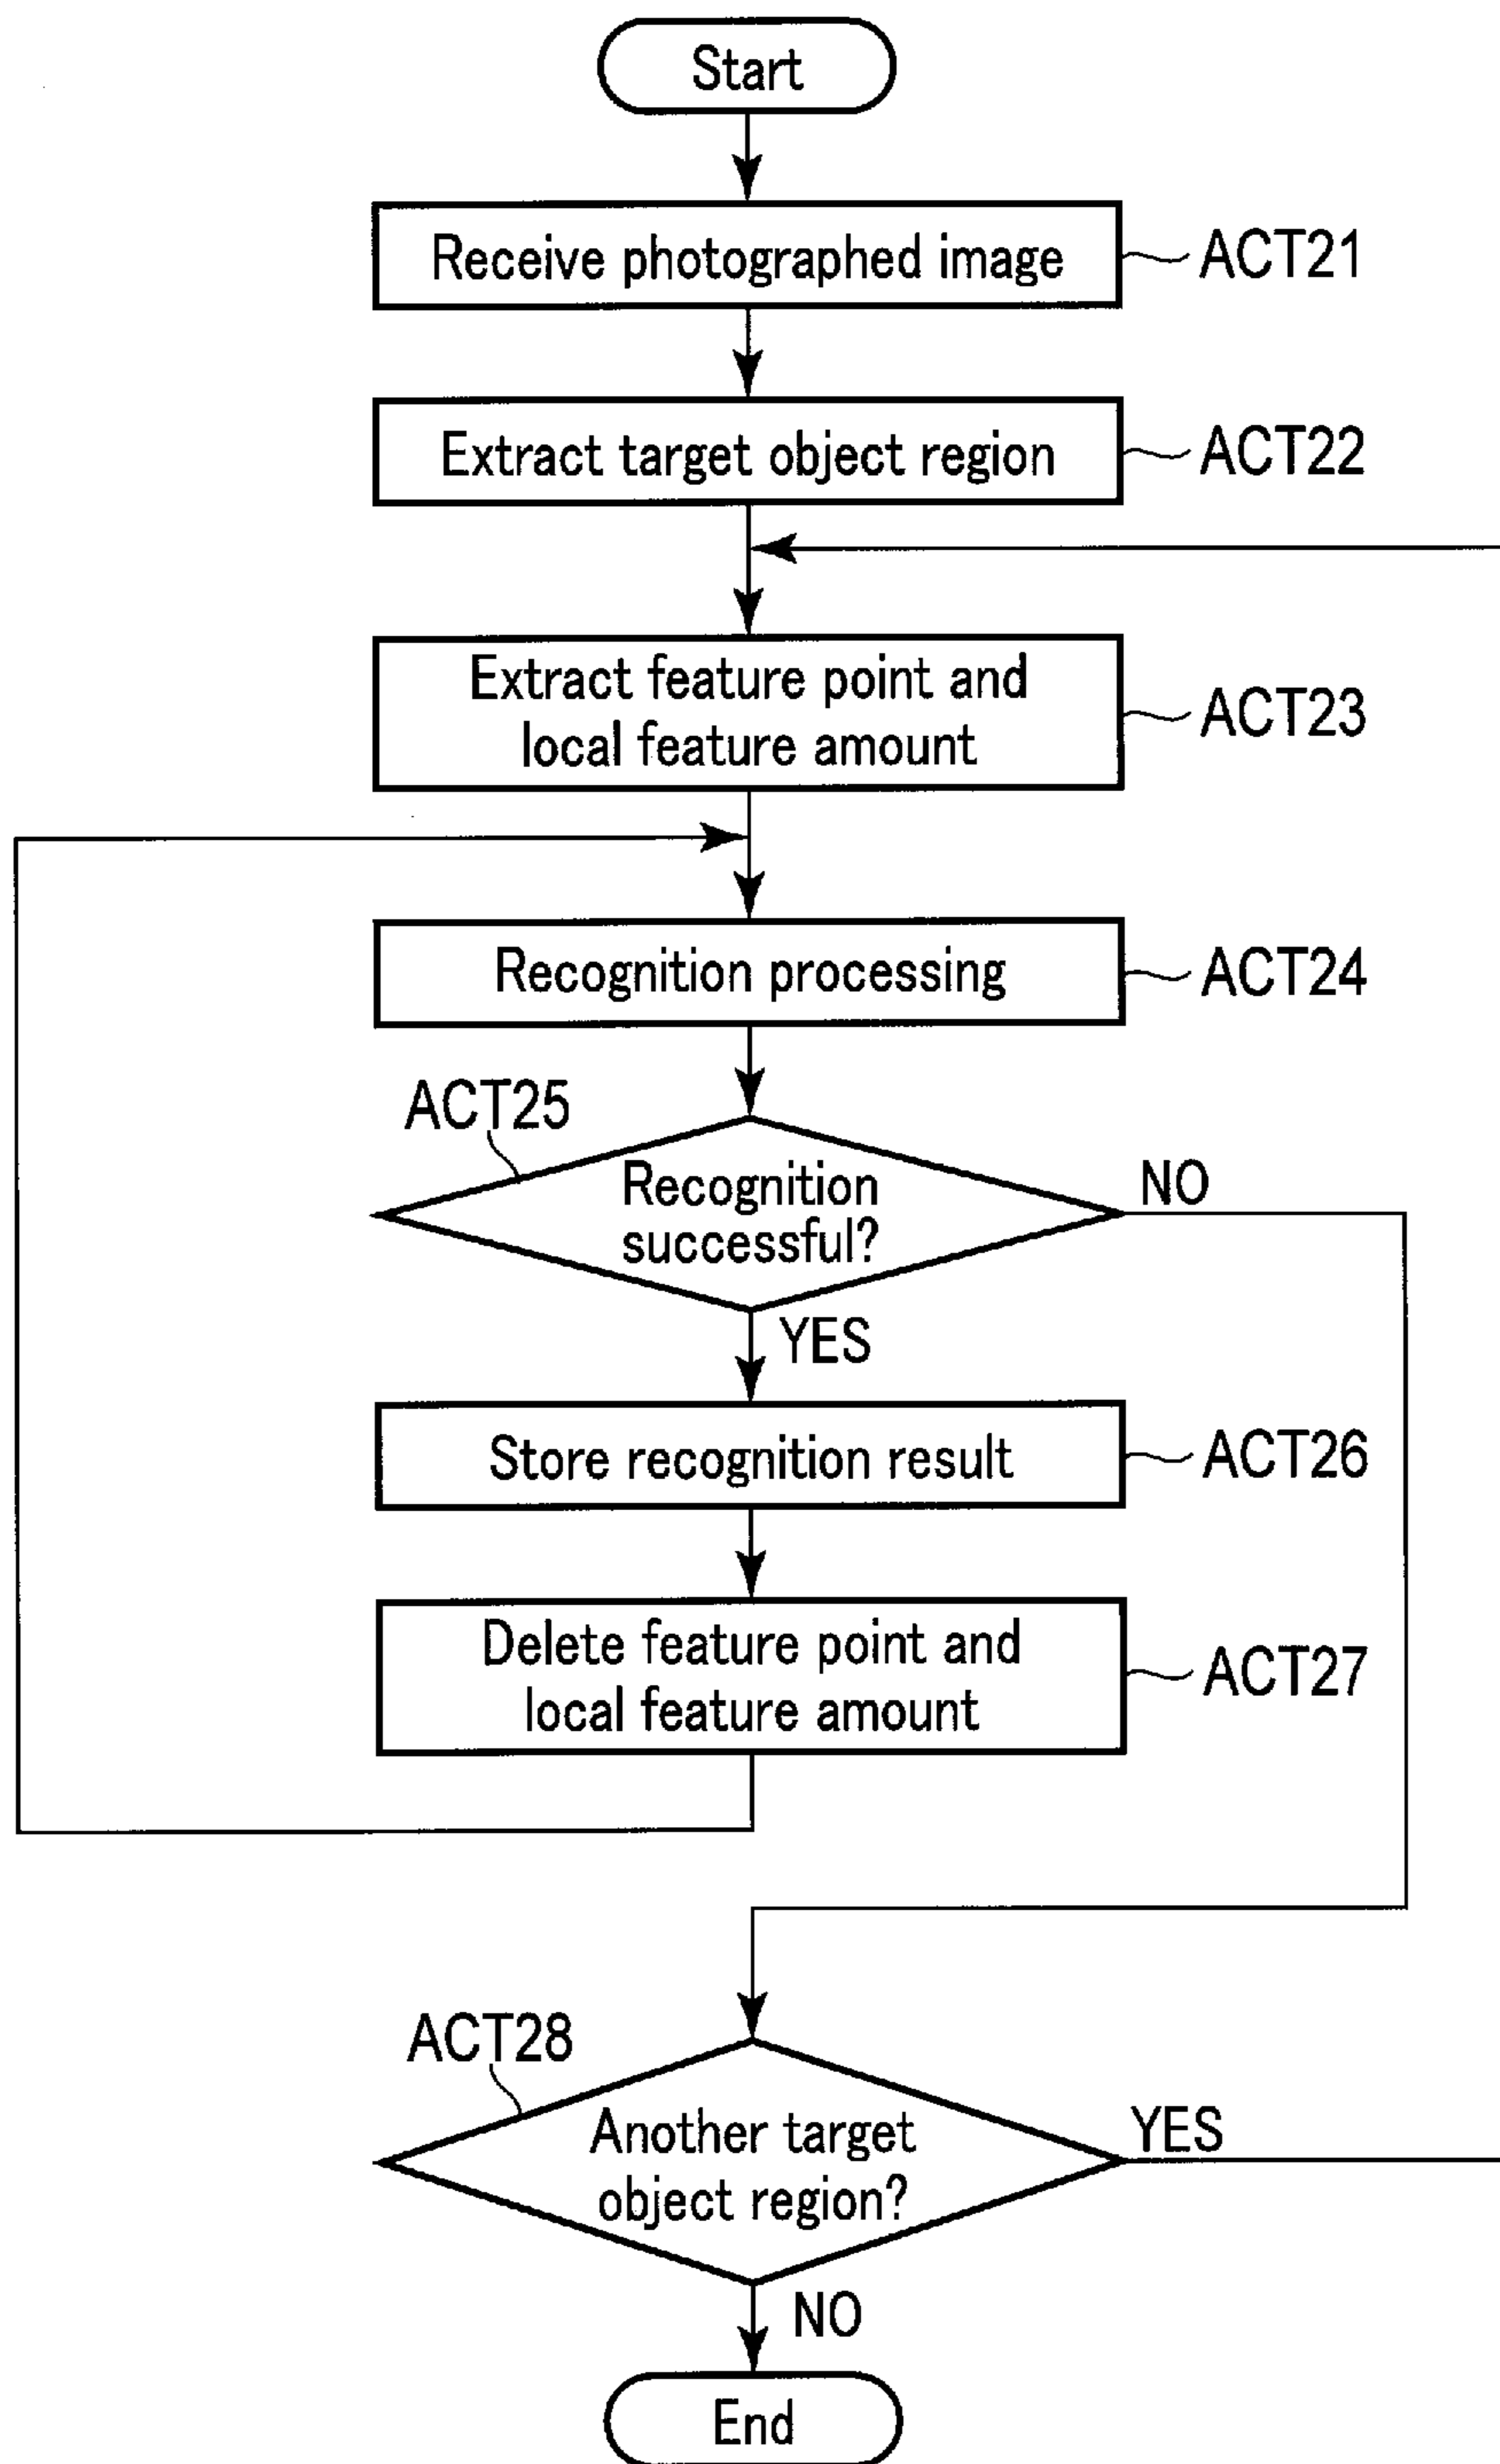 Start
Receive photographed image
ACT21
Extract target object region
ACT22
Extract feature point and
local feature amount
ACT23
Recognition processing
ACT24
ACT25
Recognition
successful?
NO
YES
Store recognition result
ACT26
Delete feature point and
local feature amount
ACT27
ACT28
Another target
object region?
YES
NO
End